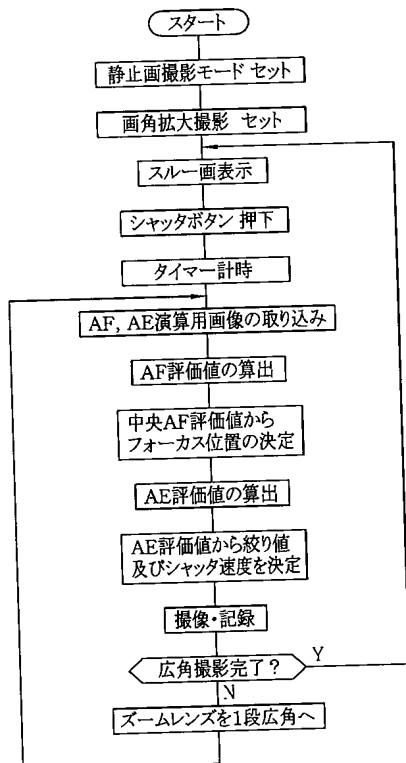 スタート
静止画撮影モード セット
画角拡大撮影 セット
スルー画表示
シャッタボタン 押下
タイマー計時
AF, AE演算用画像の取り込み
AF評価値の算出
中央AF評価値から
フォーカス位置の決定
AE評価値の算出
AE評価値から絞り値
及びシャッタ速度を決定
撮像・記録
広角撮影完了？
Y
N
ズームレンズを1段広角へ